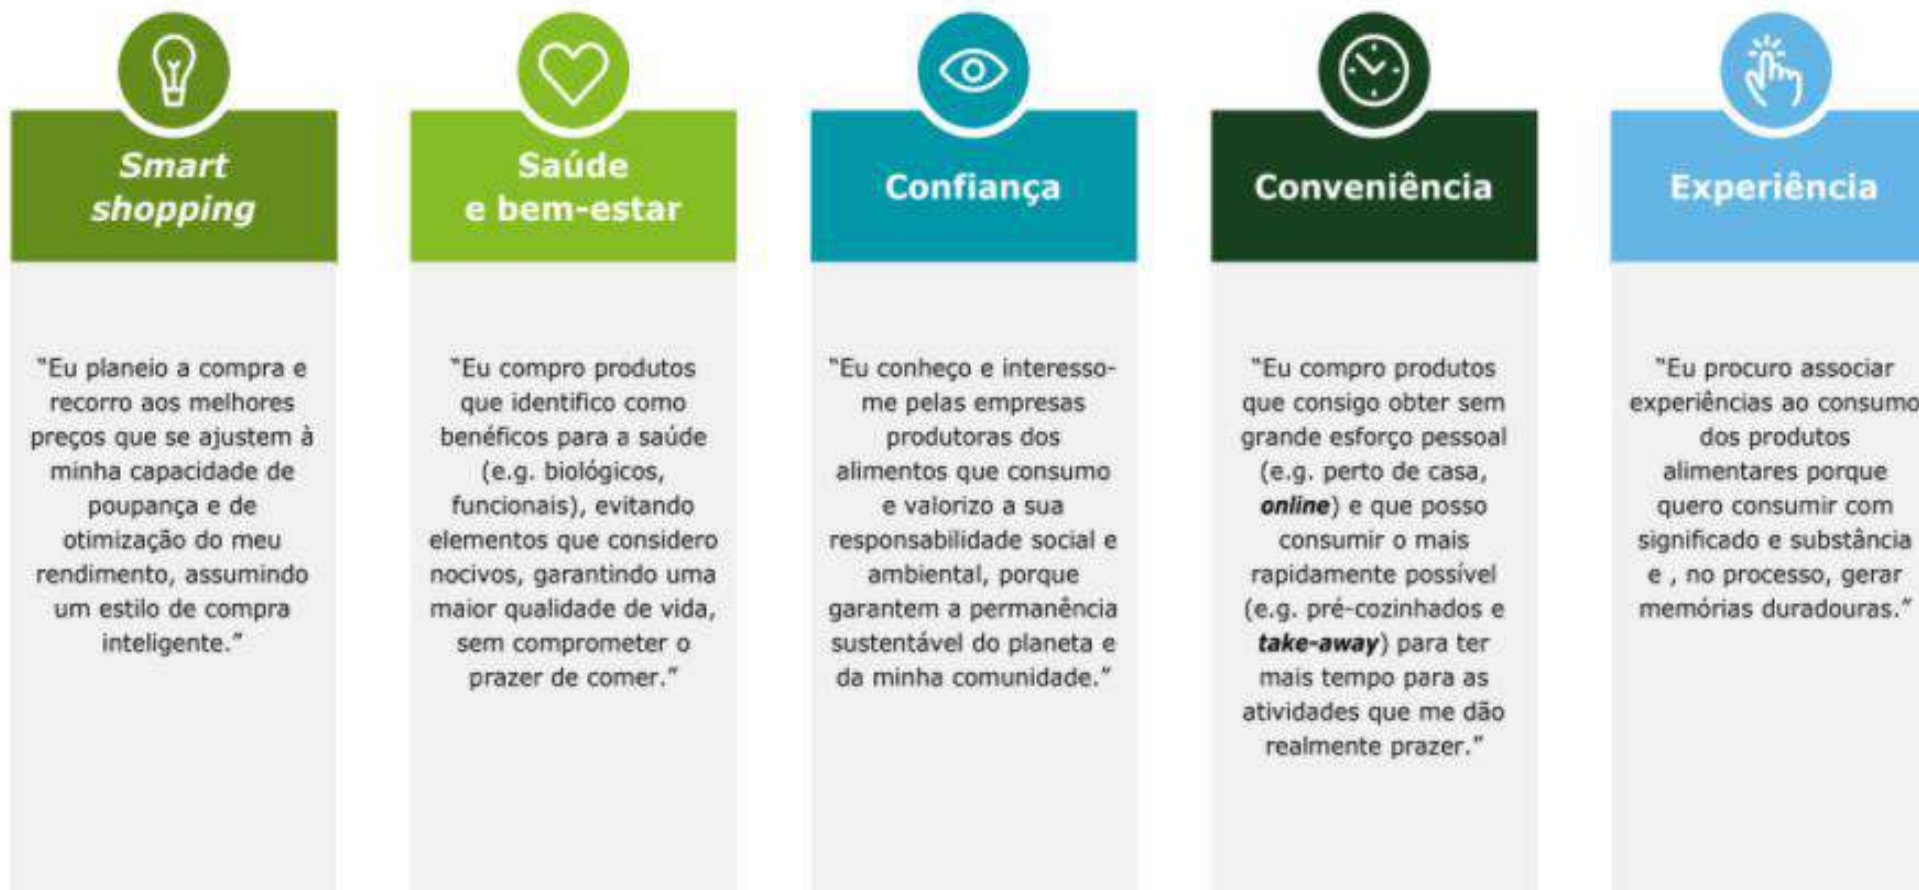 Smart
shopping
"Eu planeio a compra e
recorro aos melhores
preços que se ajustem à
minha capacidade de
poupança e de
otimização do meu
rendimento, assumindo
um estilo de compra
inteligente."
Saúde
e bem-estar
"Eu compro produtos
que identifico como
benéficos para a saúde
(e.g. biológicos,
funcionais), evitando
elementos que considero
nocivos, garantindo uma
maior qualidade de vida,
sem comprometer o
prazer de comer."
Confiança
"Eu conheço e interesso-
me pelas empresas
produtoras dos
alimentos que consumo
e valorizo a sua
responsabilidade social e
ambiental, porque
garantem a permanência
sustentável do planeta e
da minha comunidade."
Conveniência
"Eu compro produtos
que consigo obter sem
grande esforço pessoal
(e.g. perto de casa,
online) e que posso
consumir o mais
rapidamente possível
(e.g. pré-cozinhados e
take-away) para ter
mais tempo para as
atividades que me dão
realmente prazer."
Experiência
"Eu procuro associar
experiências ao consumo
dos produtos
alimentares porque
quero consumir com
significado e substância
e , no processo, gerar
memórias duradouras."